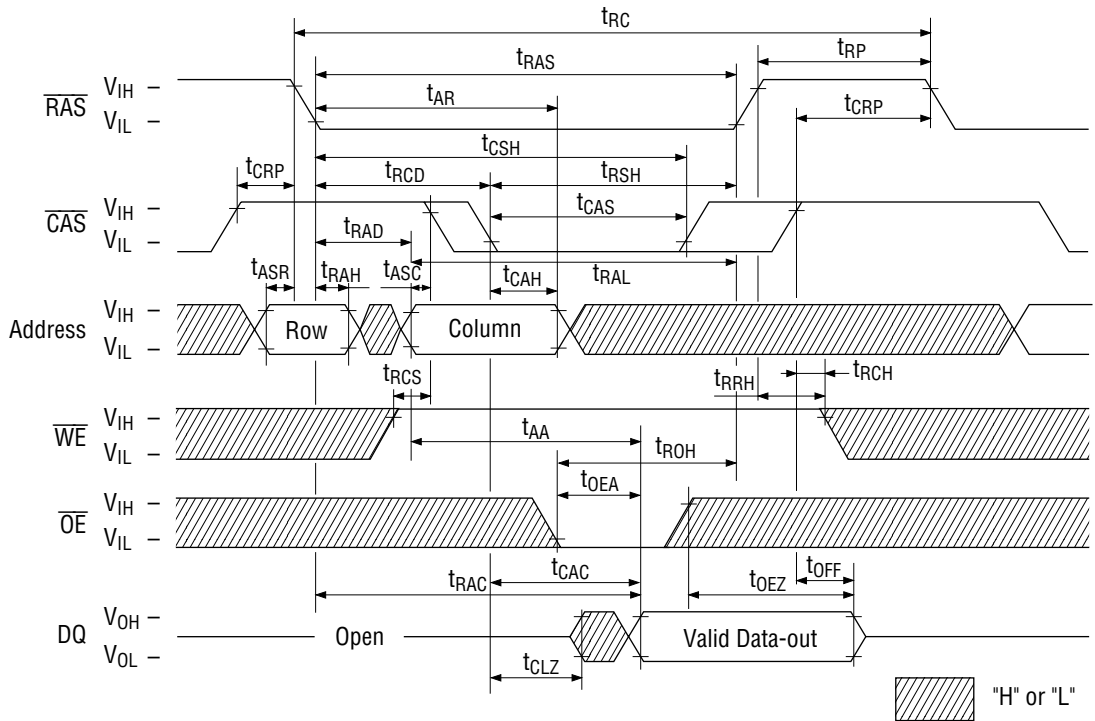 tRC
tRP
tRAS
RAS
VIH –
VIL –
tAR
tCRP
tCSH
tCRP
tRCD
tRSH
CAS
VIH –
VIL –
tCAS
tRAD
tRAL
tASR
tRAH
tASC
tCAH
Address
VIH –
VIL –
Row
Column
tRCS
tRRH
tRCH
WE
VIH –
VIL –
tAA
tROH
tOEA
OE
VIH –
VIL –
tCAC
tRAC
tOEZ
tOFF
DQ
VOH –
VOL –
Open
Valid Data-out
tCLZ
"H" or "L"